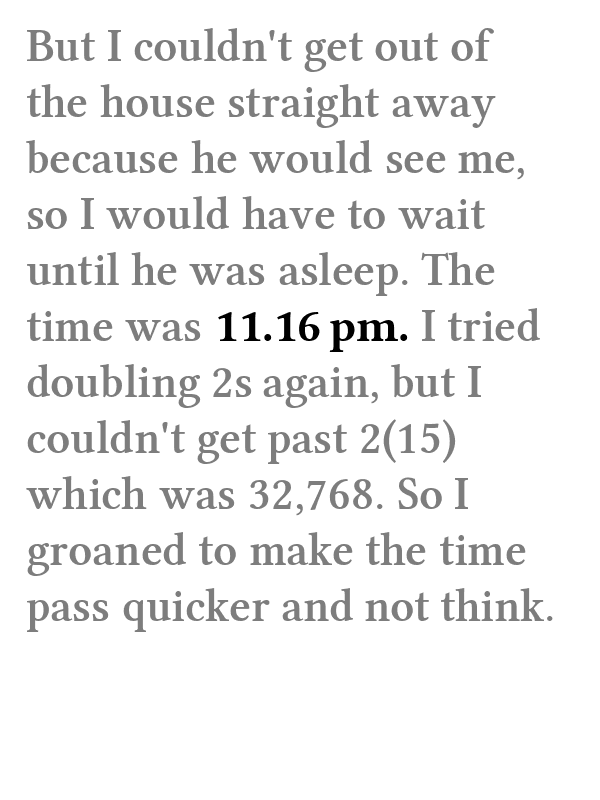 But I couldn't get out of
the house straight away
because he would see me,
so I would have to wait
until he was asleep. The
time was 11.16 pm. I tried
doubling 2s again, but I
couldn't get past 2(15)
which was 32,768. So I
groaned to make the time
pass quicker and not think.